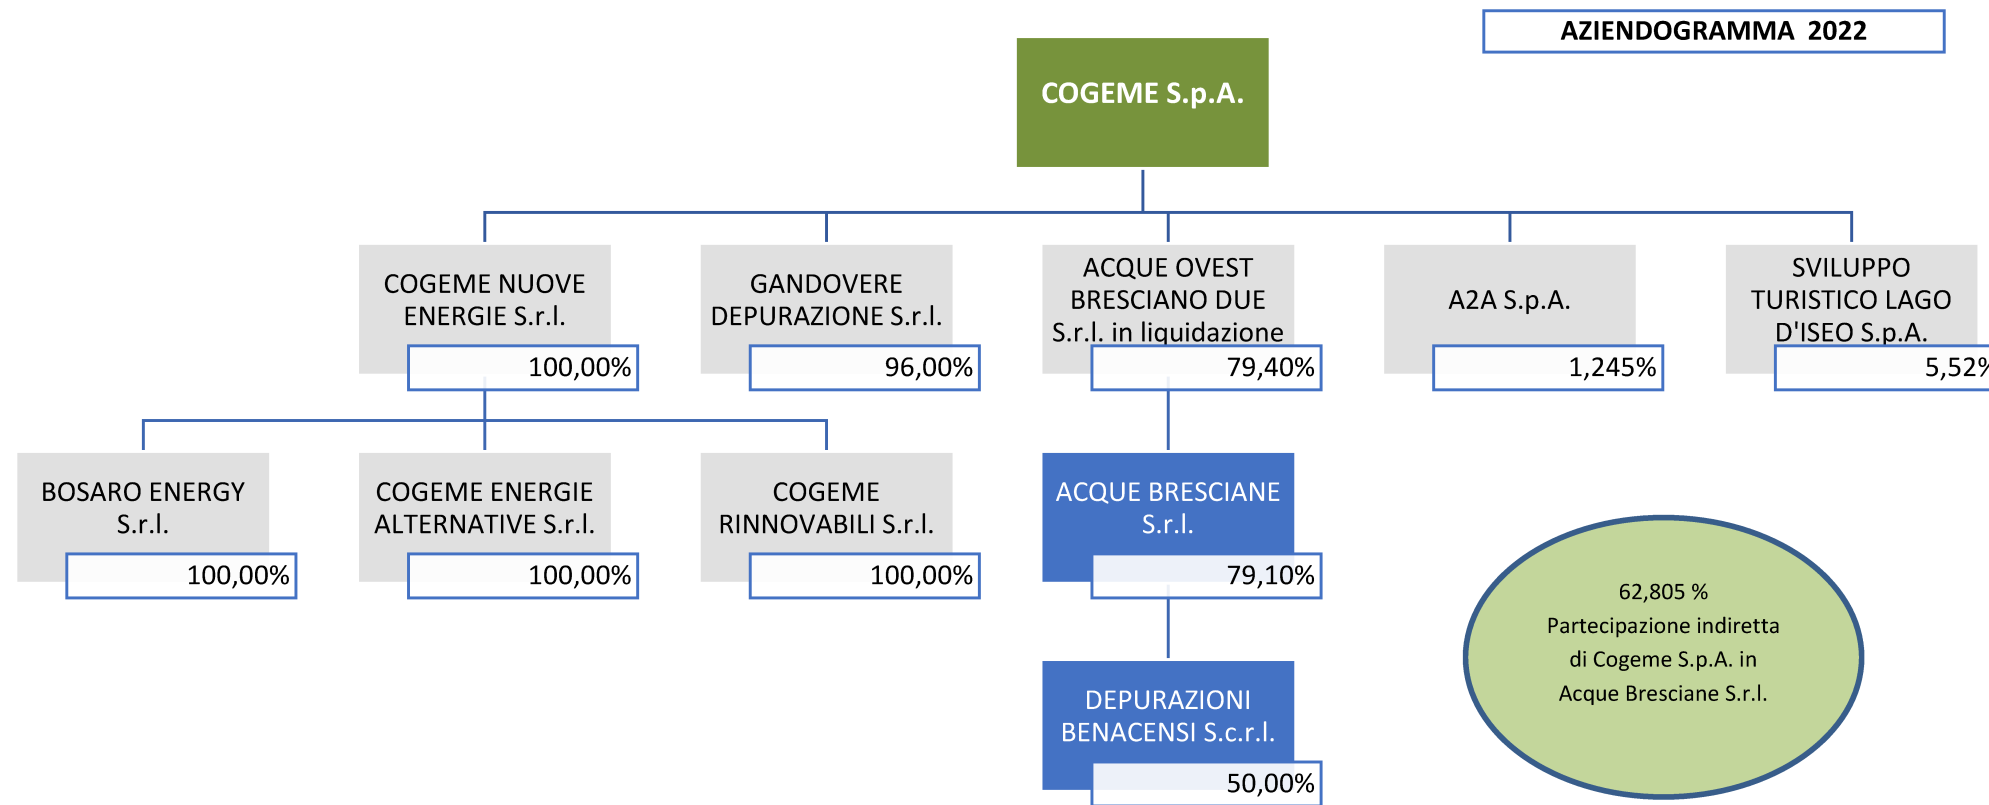 AZIENDOGRAMMA 2022
COGEME S.p.A.
COGEME NUOVE
ENERGIE S.r.l.
100,00%
GANDOVERE
DEPURAZIONE S.r.l.
96,00%
ACQUE OVEST
BRESCIANO DUE
S.r.l. in liquidazione
79,40%
A2A S.p.A.
1,245%
SVILUPPO
TURISTICO LAGO
D'ISEO S.p.A.
5,52%
BOSARO ENERGY
S.r.l.
100,00%
COGEME ENERGIE
ALTERNATIVE S.r.l.
100,00%
COGEME
RINNOVABILI S.r.l.
100,00%
ACQUE BRESCIANE
S.r.l.
79,10%
DEPURAZIONI
BENACENSI S.c.r.l.
50,00%
62,805 %
Partecipazione indiretta
di Cogeme S.p.A. in
Acque Bresciane S.r.l.